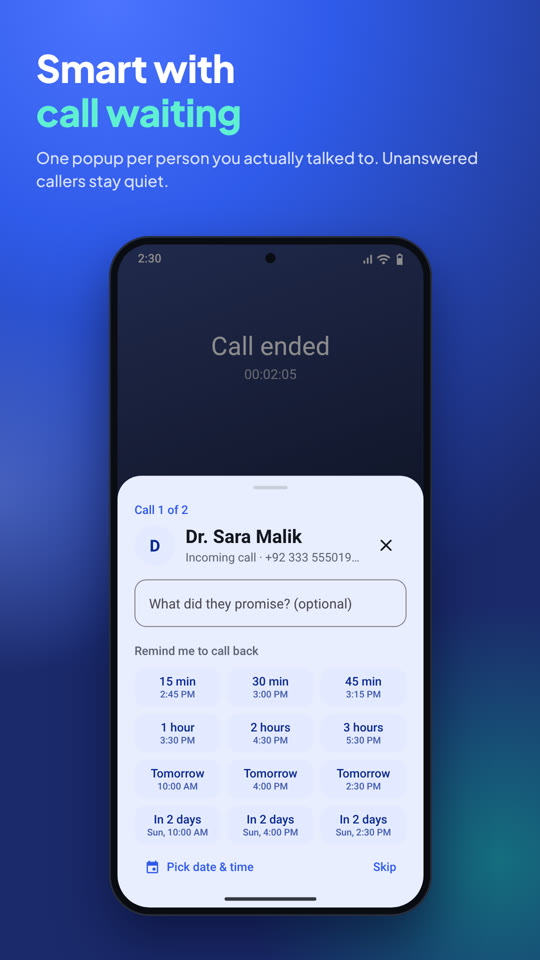 Smart with
call waiting
One popup per person you actually talked to. Unanswered
callers stay quiet.
2:30
Call ended
00:02:05
Call 1 of 2
D
Dr. Sara Malik
Incoming call · +92 333 555019...
What did they promise? (optional)
Remind me to call back
15 min
2:45 PM
30 min
3:00 PM
45 min
3:15 PM
1 hour
3:30 PM
2 hours
4:30 PM
3 hours
5:30 PM
Tomorrow
10:00 AM
Tomorrow
4:00 PM
Tomorrow
2:30 PM
In 2 days
Sun, 10:00 AM
In 2 days
Sun, 4:00 PM
In 2 days
Sun, 2:30 PM
Pick date & time
Skip